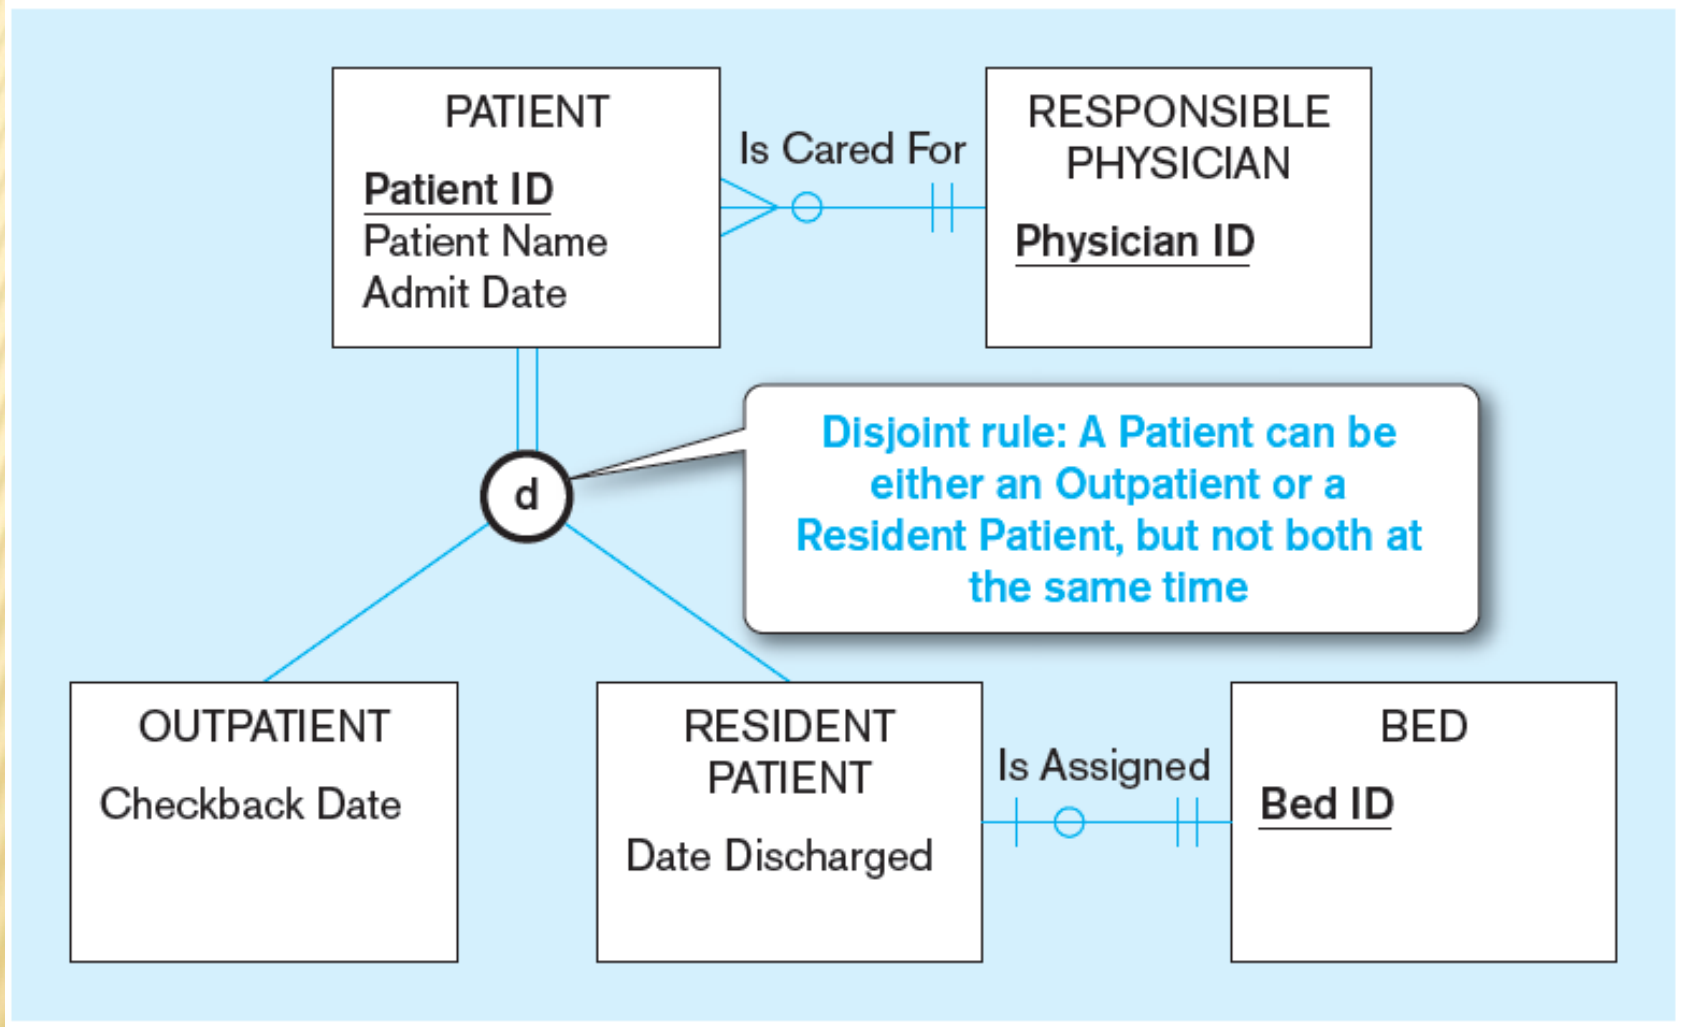 PATIENT
Patient ID
Patient Name
Admit Date
Is Cared For
RESPONSIBLE
PHYSICIAN
Physician ID
Disjoint rule: A Patient can be
either an Outpatient or a
Resident Patient, but not both at
the same time
d
OUTPATIENT
Checkback Date
RESIDENT
PATIENT
Date Discharged
Is Assigned
BED
Bed ID